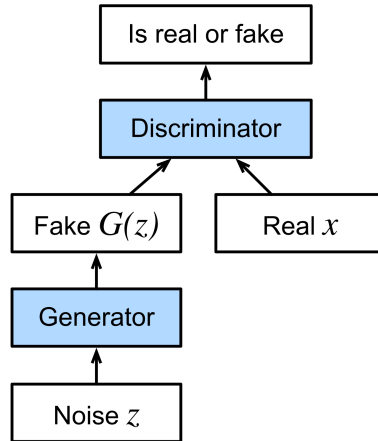 Is real or fake
Discriminator
Fake G(z)
Real x
Generator
Noise z